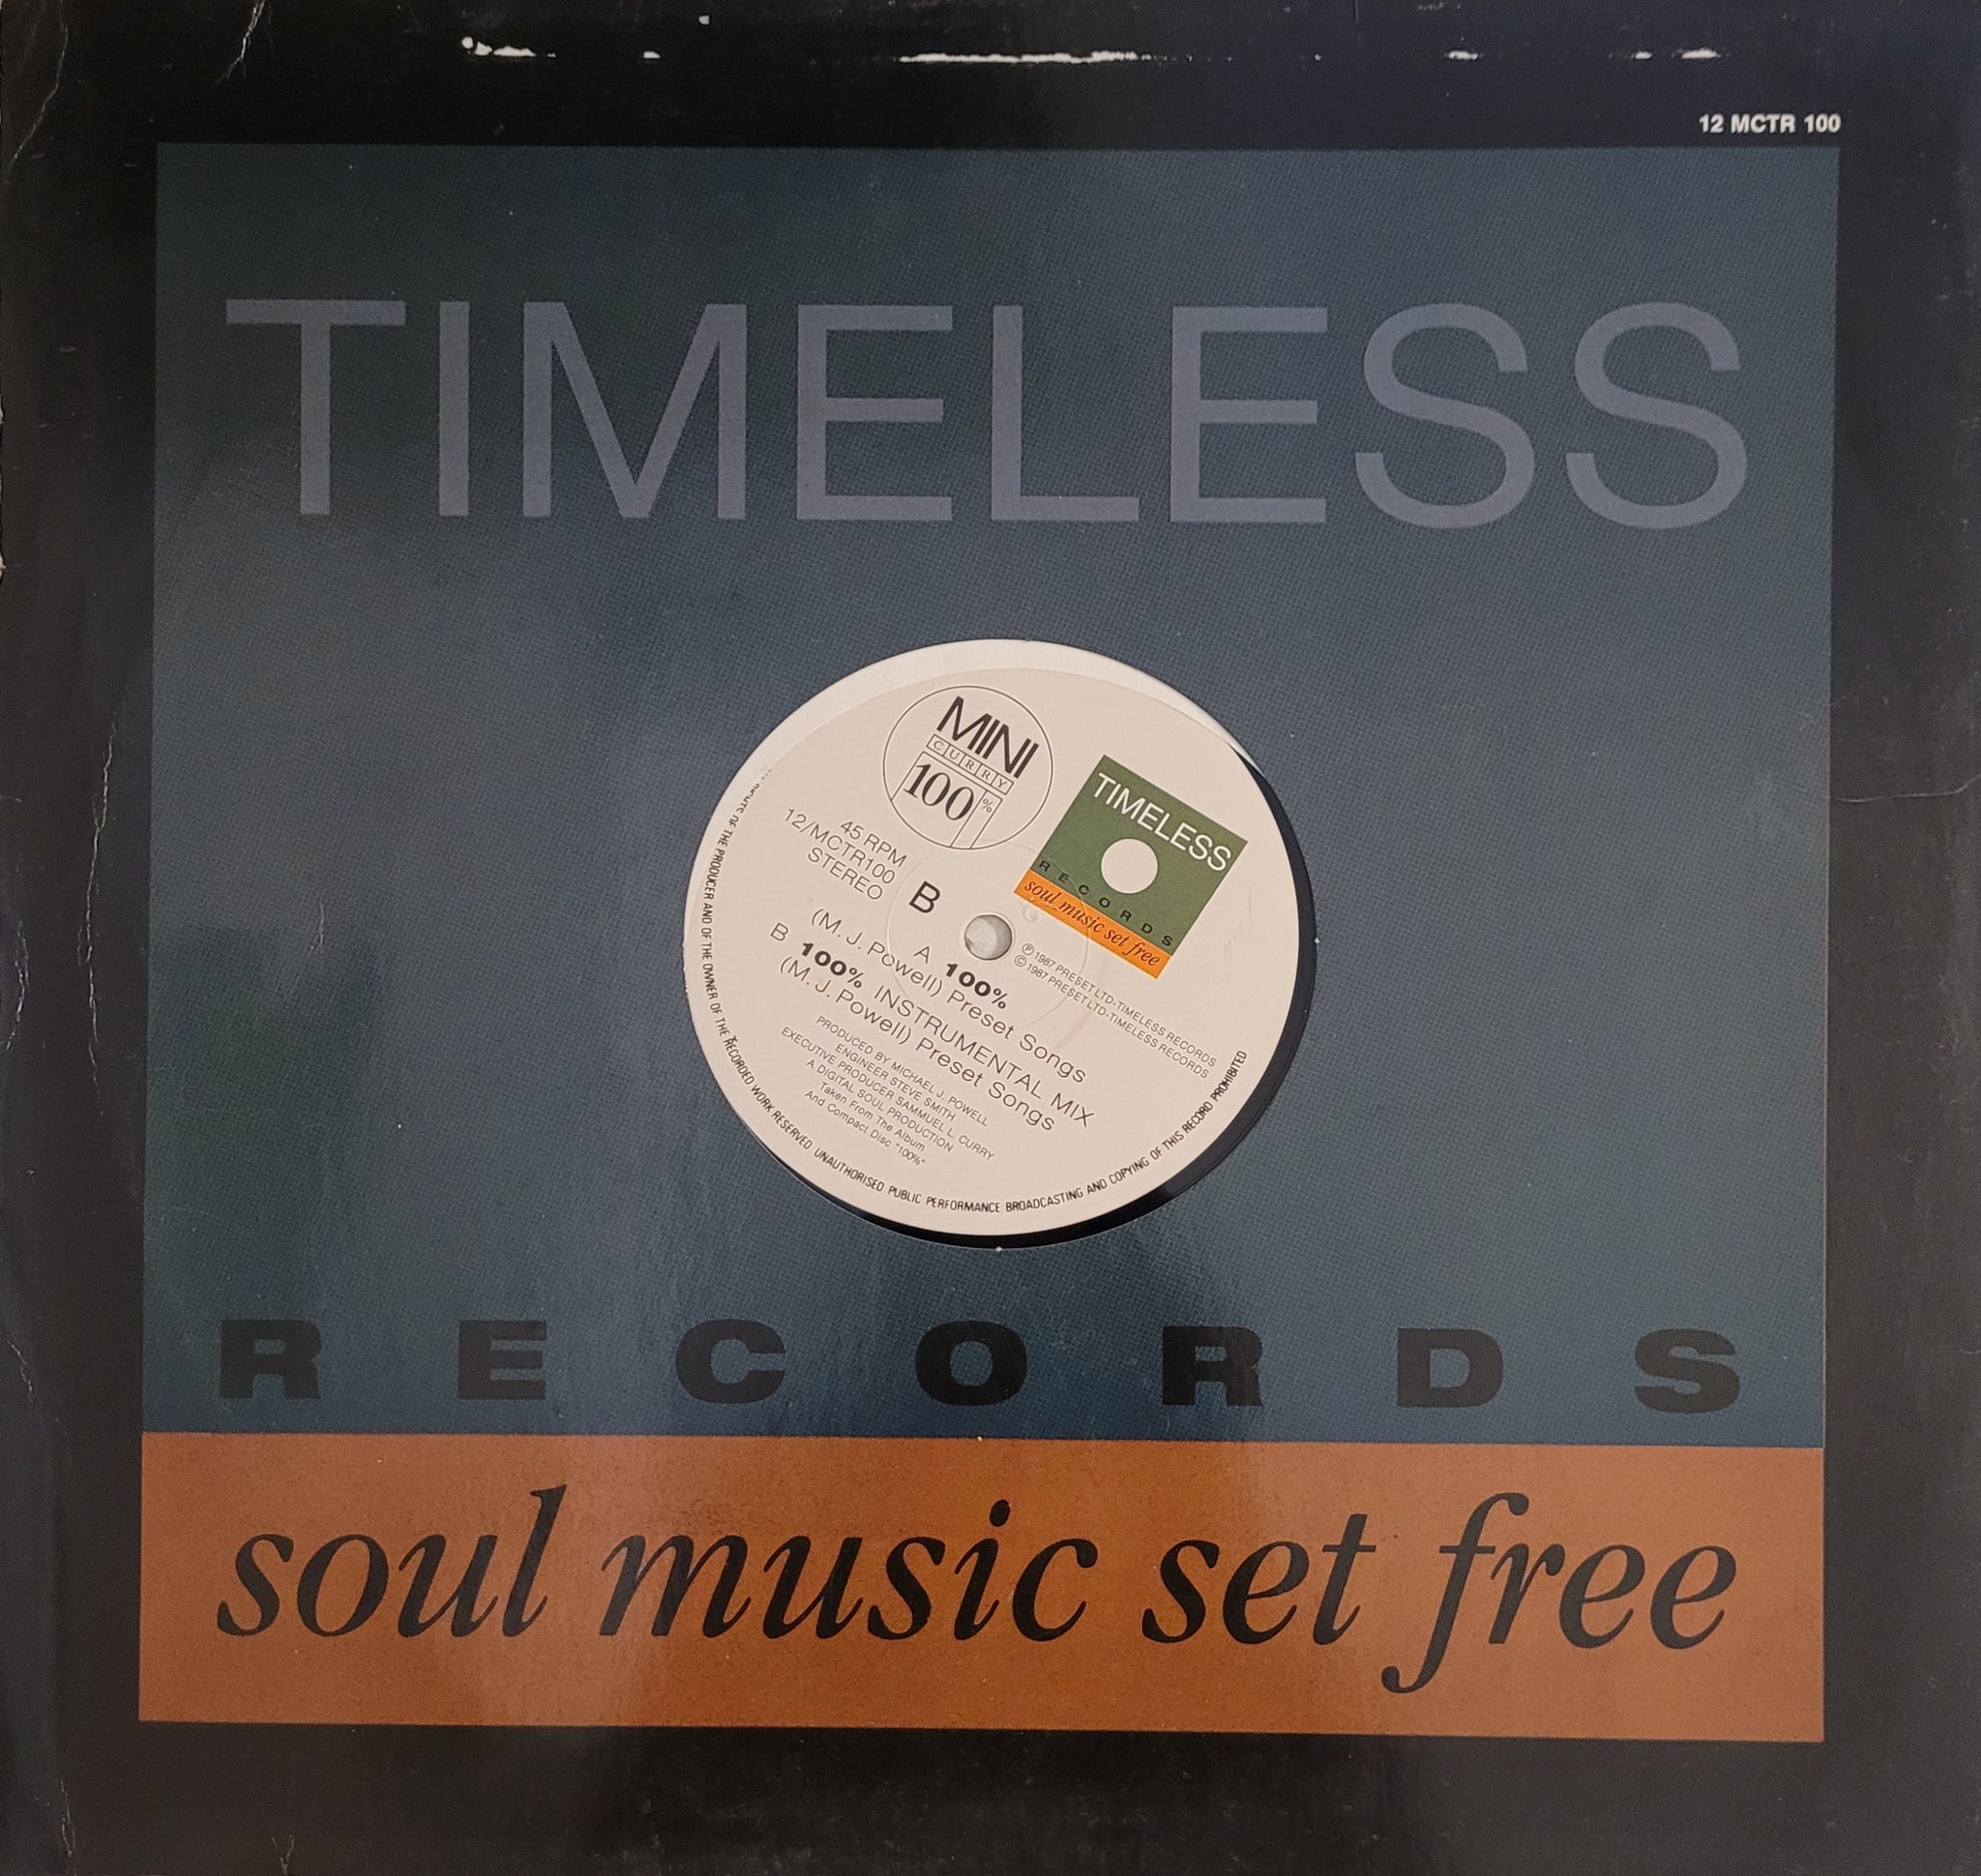 12 MCTR 100
TIMELESS
MINI
CURRY
100%
TIMELESS
RECORDS
soul music set free
45 RPM
12/MCTR100
STEREO
B
℗ 1987 PRESET LTD-TIMELESS RECORDS
© 1987 PRESET LTD-TIMELESS RECORDS
A 100%
(M. J. Powell) Preset Songs
B 100% INSTRUMENTAL MIX
(M. J. Powell) Preset Songs
PRODUCED BY MICHAEL J. POWELL
ENGINEER STEVE SMITH
EXECUTIVE PRODUCER SAMMUEL L. CURRY
A DIGITAL SOUL PRODUCTION
Taken From The Album
And Compact Disc "100%"
OF THE PRODUCER AND OF THE OWNER OF THE RECORDED WORK RESERVED UNAUTHORISED PUBLIC PERFORMANCE BROADCASTING AND COPYING OF THIS RECORD PROHIBITED
RECORDS
soul music set free